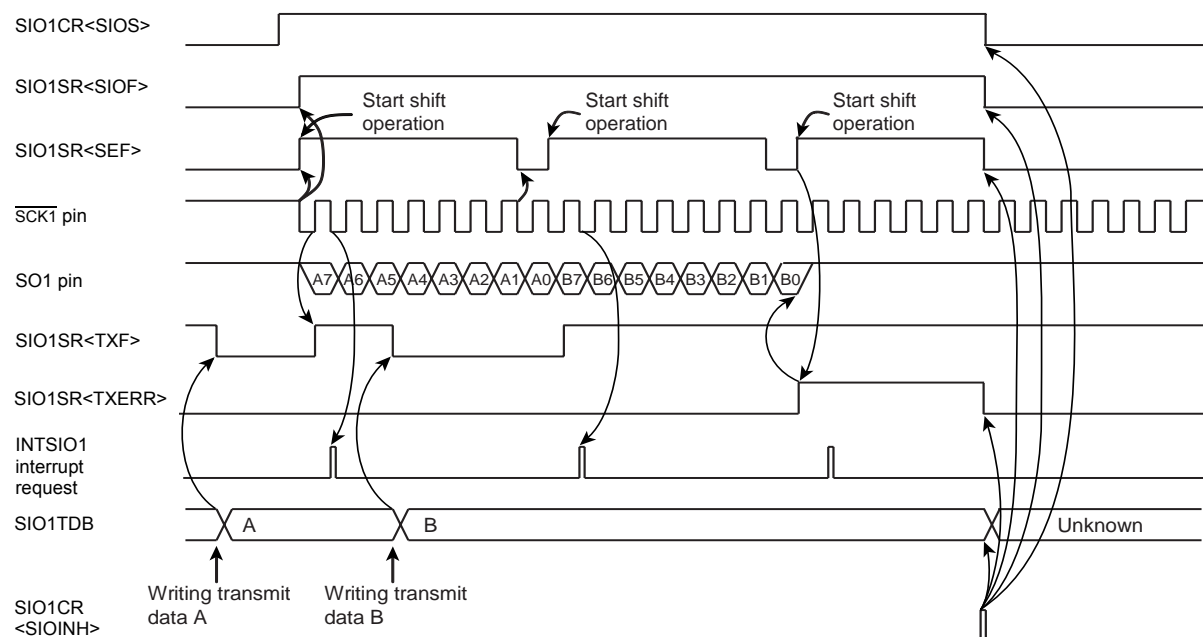 SIO1CR<SIOS>
SIO1SR<SIOF>
Start shift
operation
Start shift
operation
Start shift
operation
SIO1SR<SEF>
SCK1 pin
SO1 pin
A7 A6 A5 A4 A3 A2 A1 A0 B7 B6 B5 B4 B3 B2 B1 B0
SIO1SR<TXF>
SIO1SR<TXERR>
INTSIO1
interrupt
request
SIO1TDB
A
B
Unknown
Writing transmit
data A
Writing transmit
data B
SIO1CR
<SIOINH>